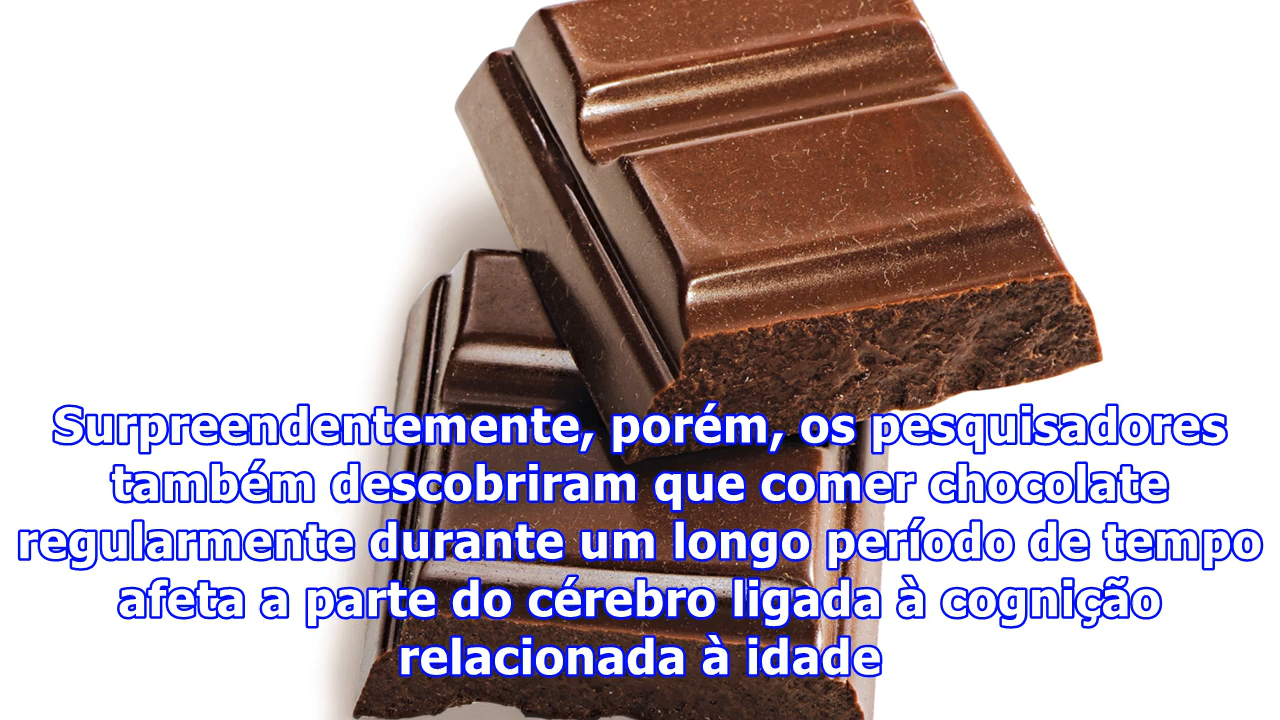 Surpreendentemente, porém, os pesquisadores
também descobriram que comer chocolate
regularmente durante um longo período de tempo
afeta a parte do cérebro ligada à cognição
relacionada à idade